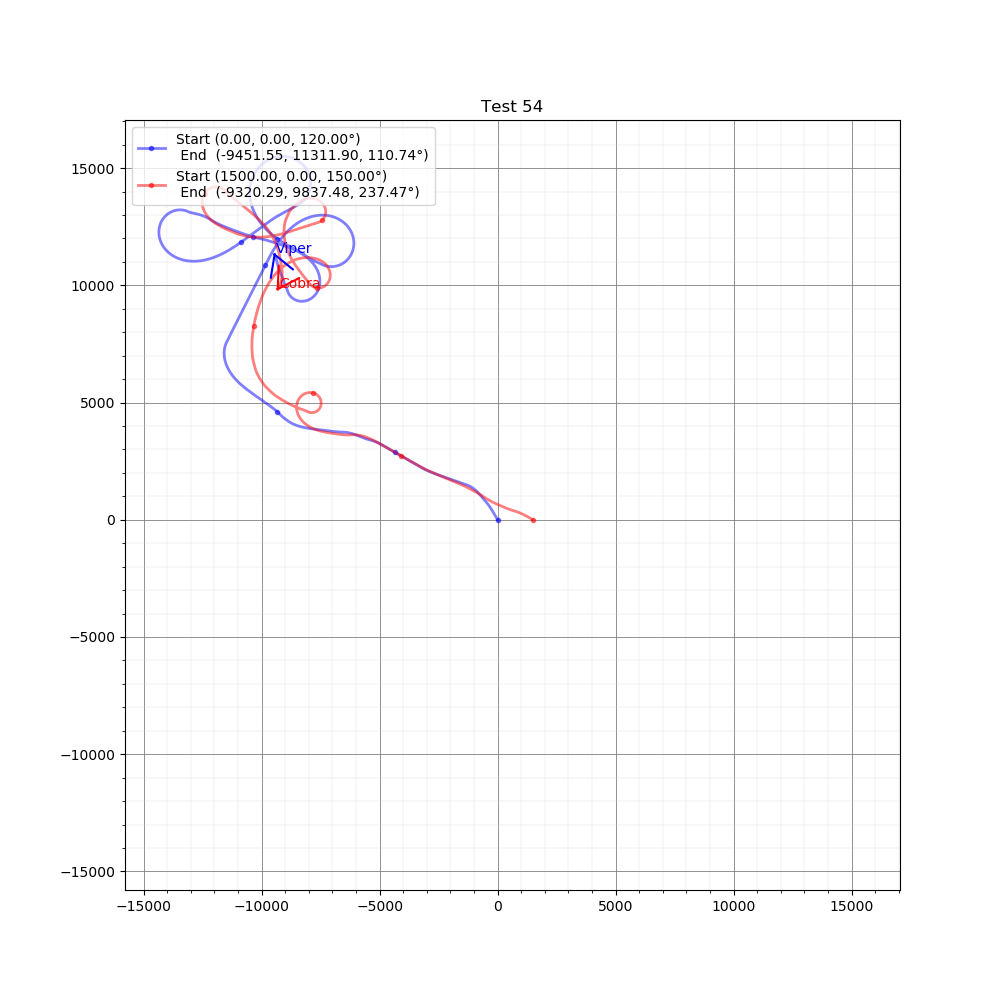 Test 54
Start (0.00, 0.00, 120.00°)
End (-9451.55, 11311.90, 110.74°)
Start (1500.00, 0.00, 150.00°)
End (-9320.29, 9837.48, 237.47°)
15000
10000
5000
0
−5000
−10000
−15000
Viper
Cobra
−15000 −10000 −5000 0 5000 10000 15000